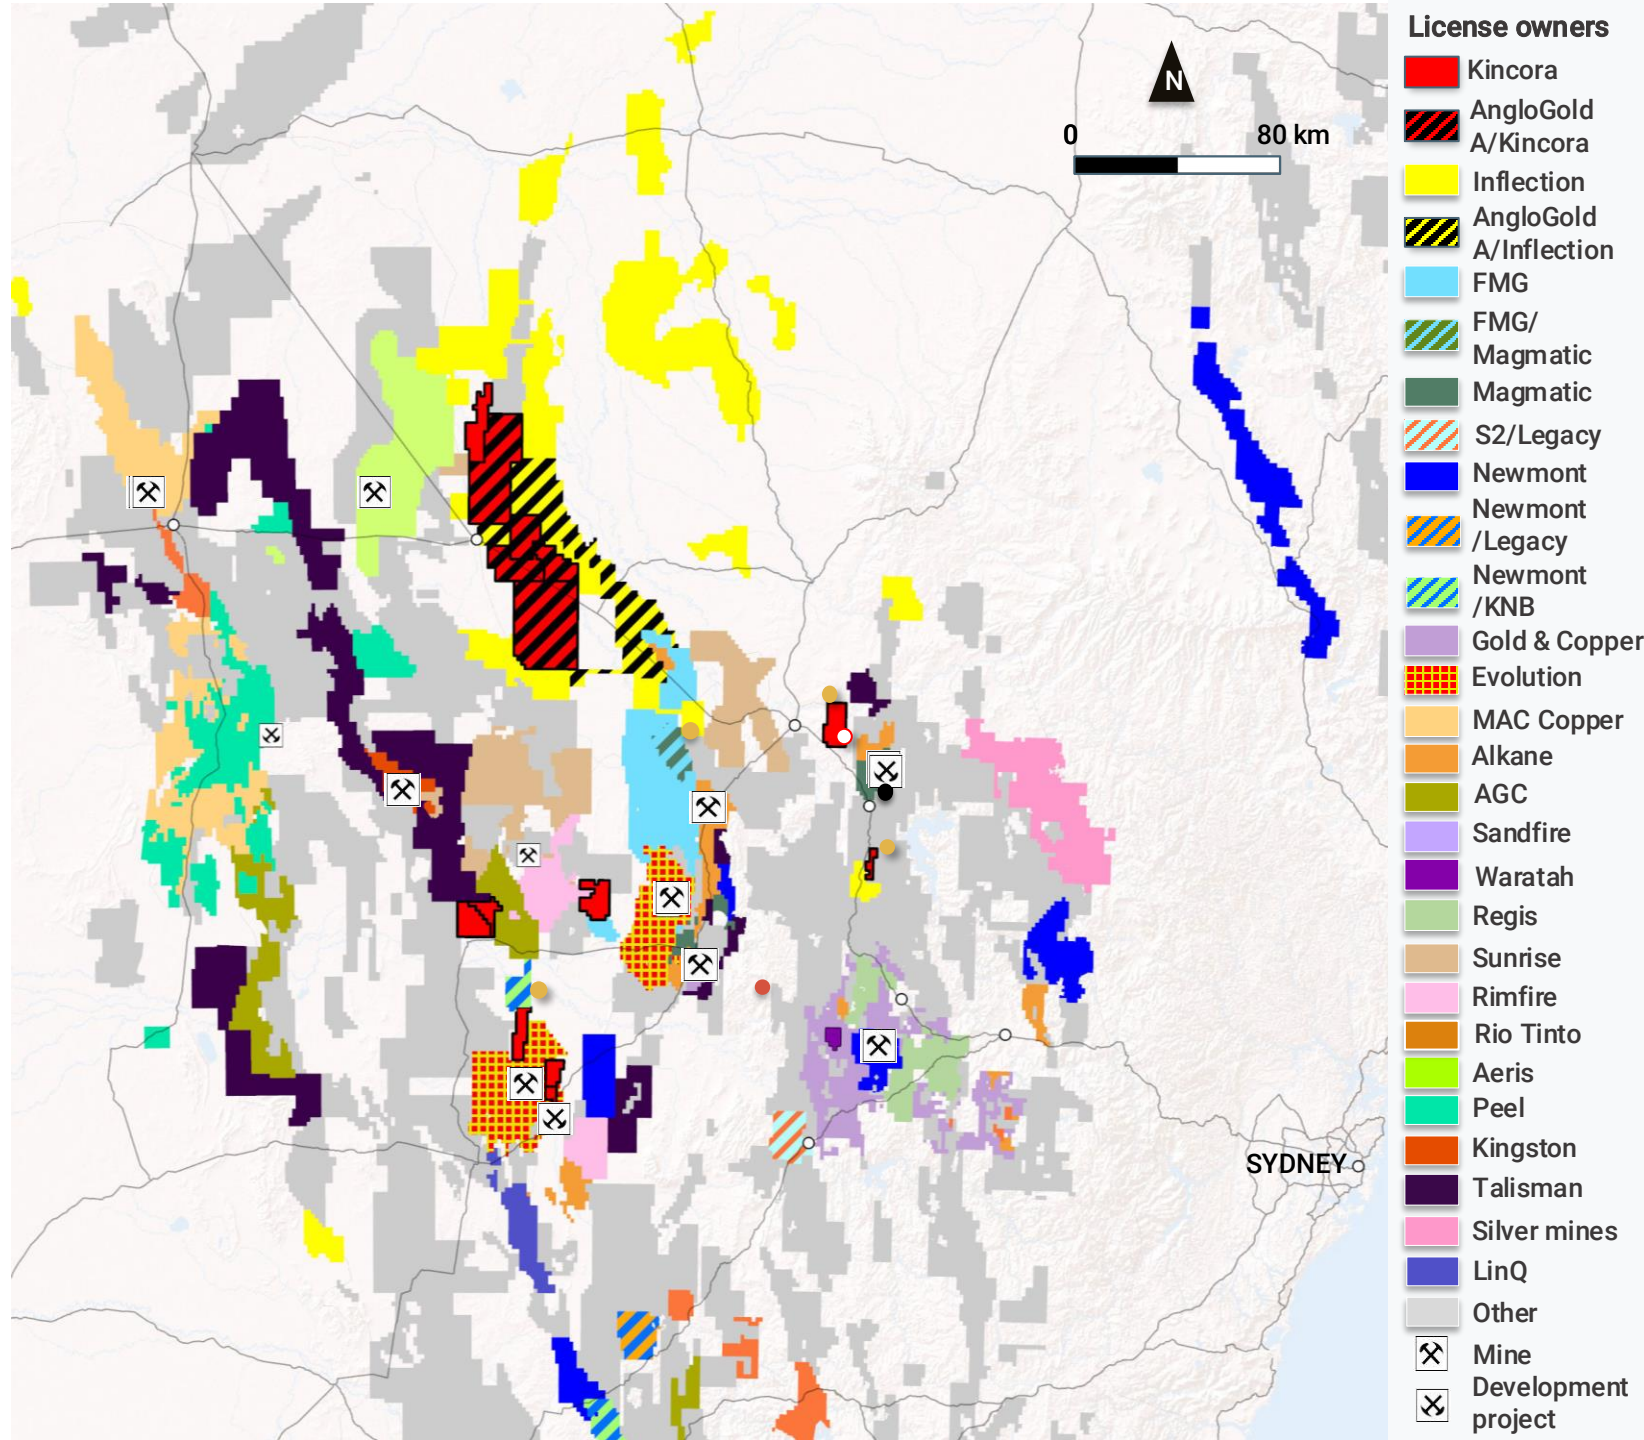 License owners
N
Kincora
AngloGold
A/Kincora
0 80 km
Inflection
AngloGold
A/Inflection
FMG
FMG/
Magmatic
Magmatic
S2/Legacy
Newmont
Newmont
/Legacy
Newmont
/KNB
Gold & Copper
Evolution
MAC Copper
Alkane
AGC
Sandfire
Waratah
Regis
Sunrise
Rimfire
Rio Tinto
Aeris
Peel
Kingston
SYDNEY
Talisman
Silver mines
LinQ
Other
Mine
Development
project